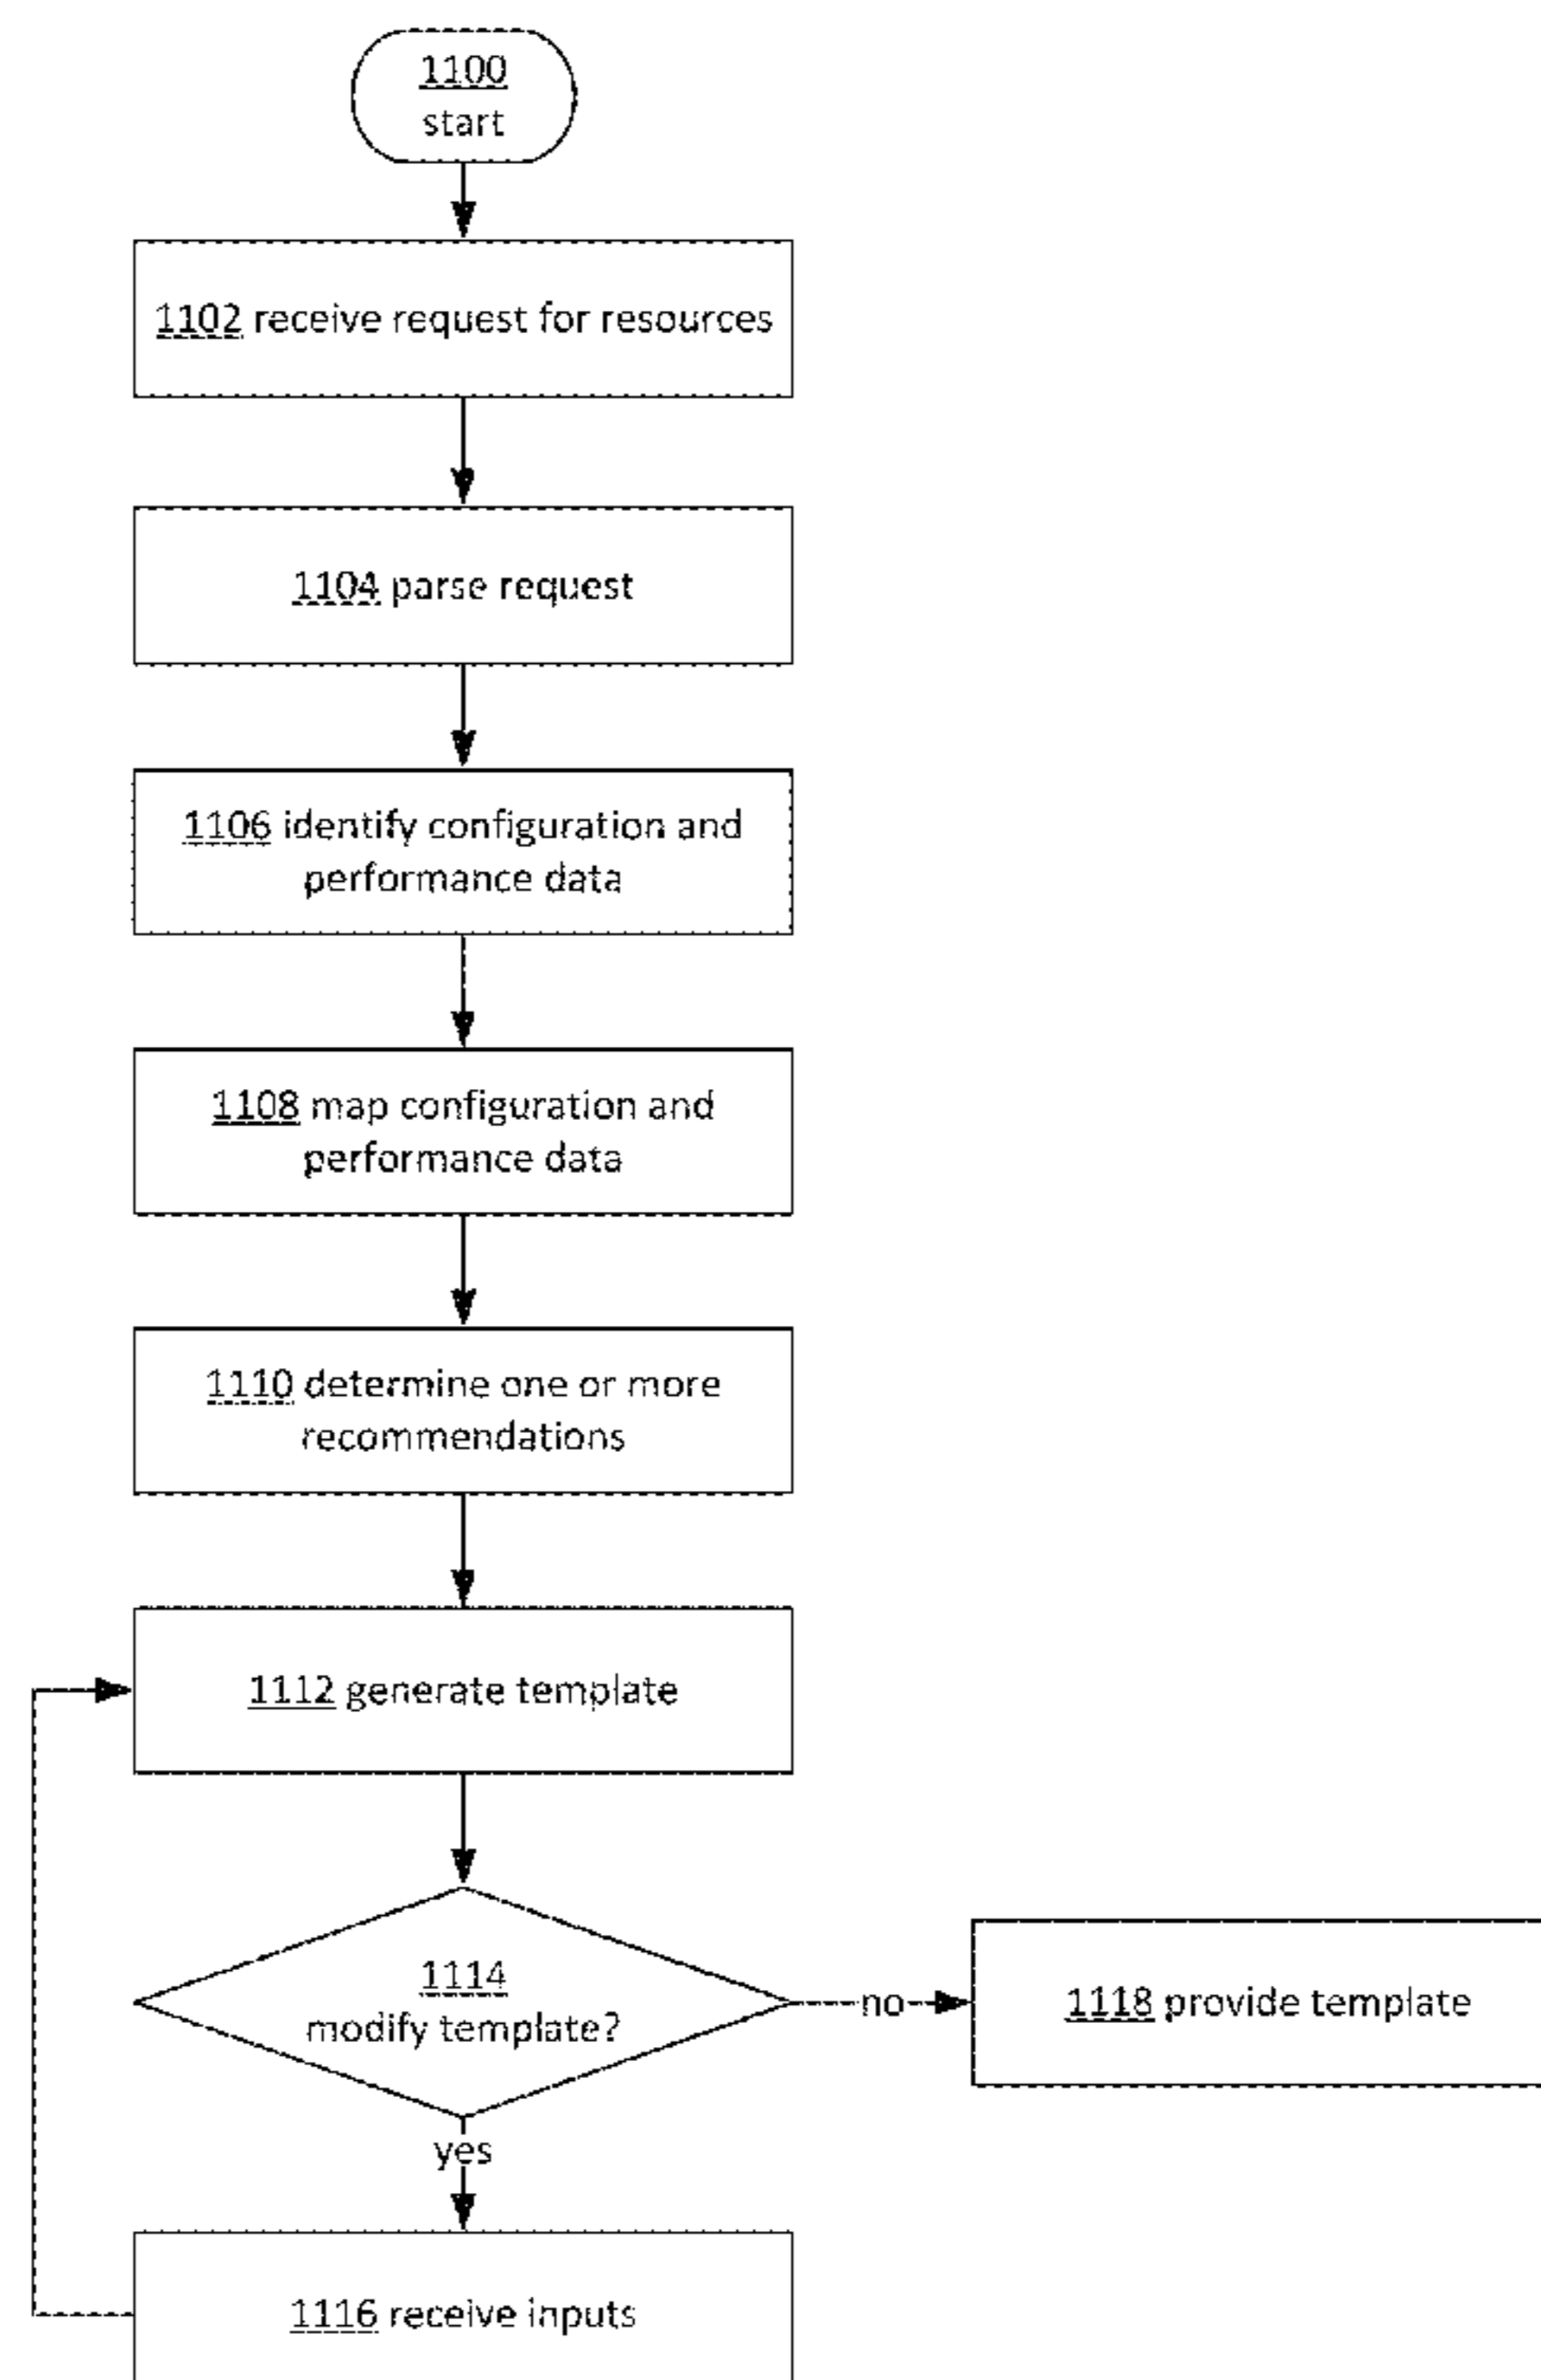 1100
start
1102 receive request for resources
1104 parse request
1106 identify configuration and
performance data
1108 map configuration and
performance data
1110 determine one or more
recommendations
1112 generate template
1114
modify template?
no
1118 provide template
yes
1116 receive inputs